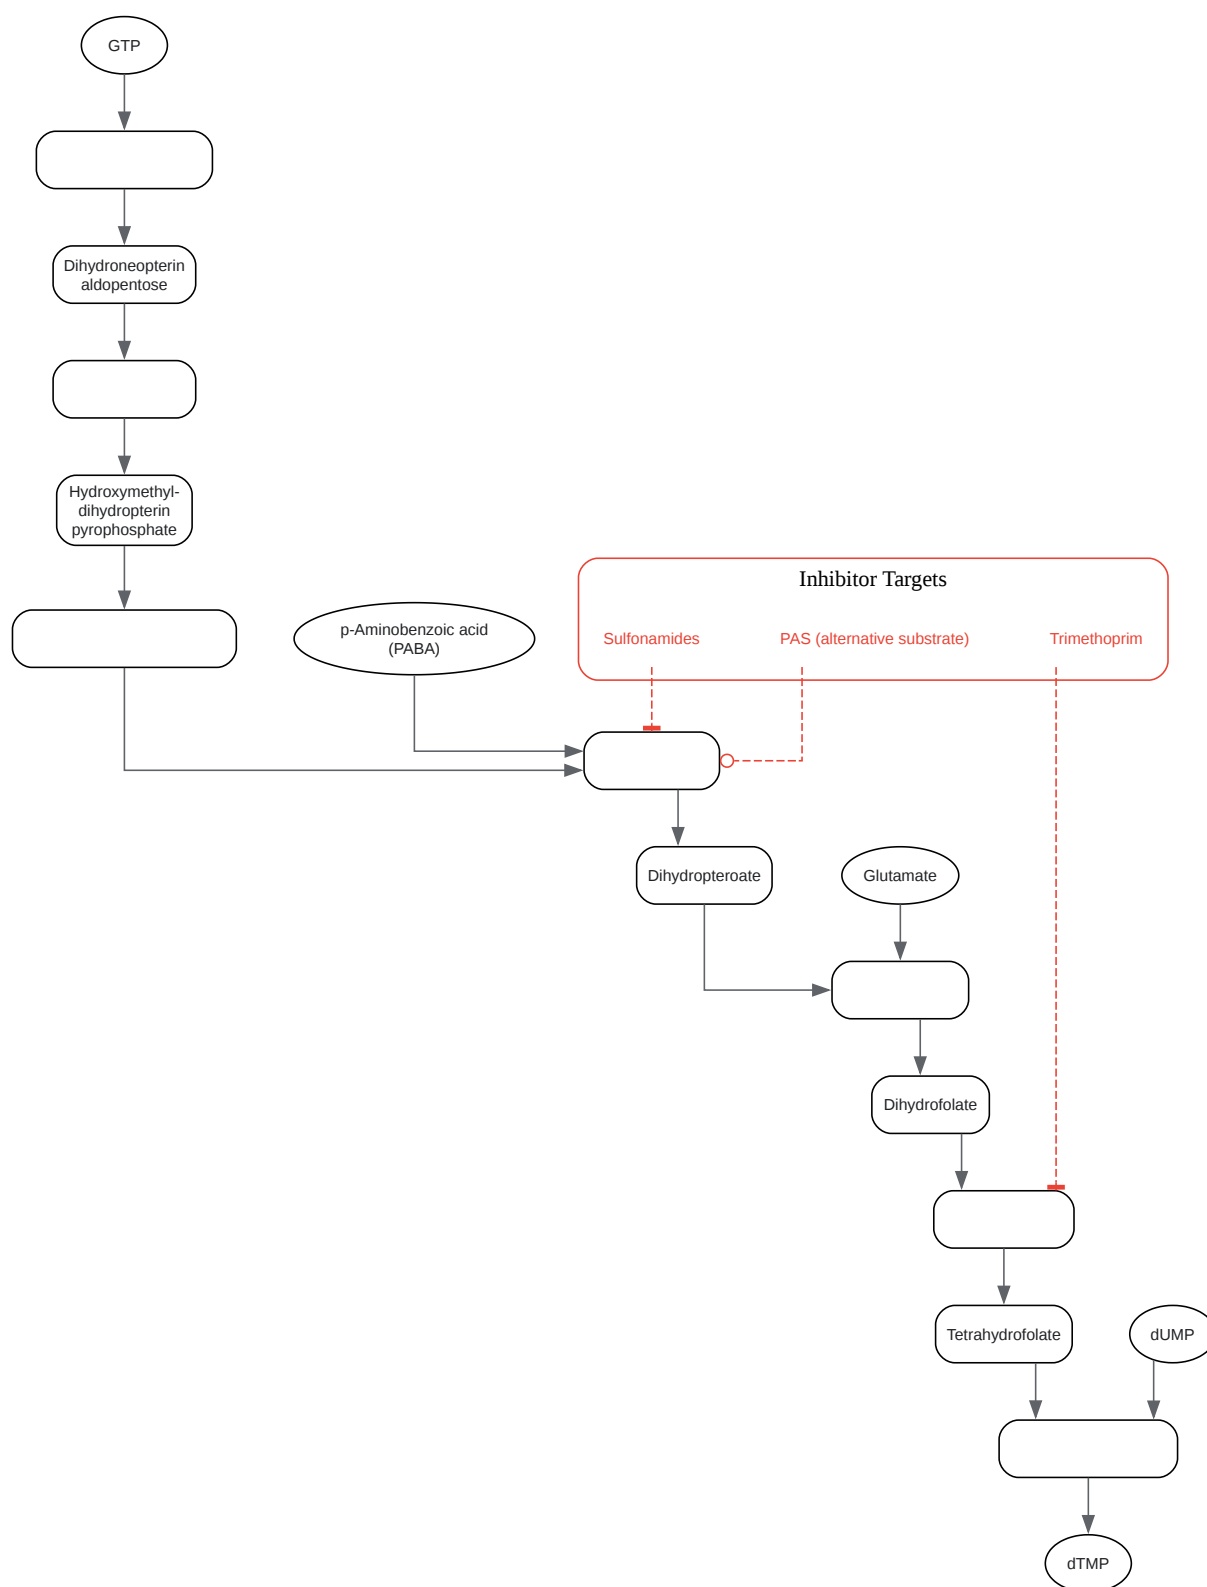 GTP
Dihydroneopterin
aldopentose
Hydroxymethyl-
dihydropterin
pyrophosphate
p-Aminobenzoic acid
(PABA)
Inhibitor Targets
Sulfonamides
PAS (alternative substrate)
Trimethoprim
Dihydropteroate
Glutamate
Dihydrofolate
Tetrahydrofolate
dUMP
dTMP